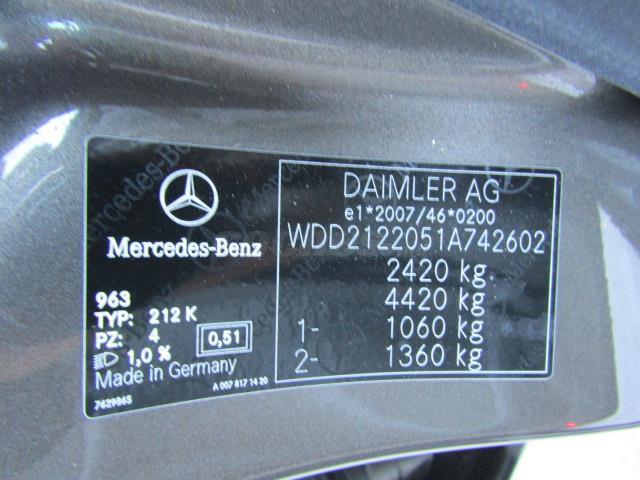 Mercedes-Benz
963
TYP: 212 K
PZ: 4
0,51
1,0 %
Made in Germany
7629865
A 007 817 14 20
DAIMLER AG
e1*2007/46*0200
WDD2122051A742602
2420 kg
4420 kg
1- 1060 kg
2- 1360 kg